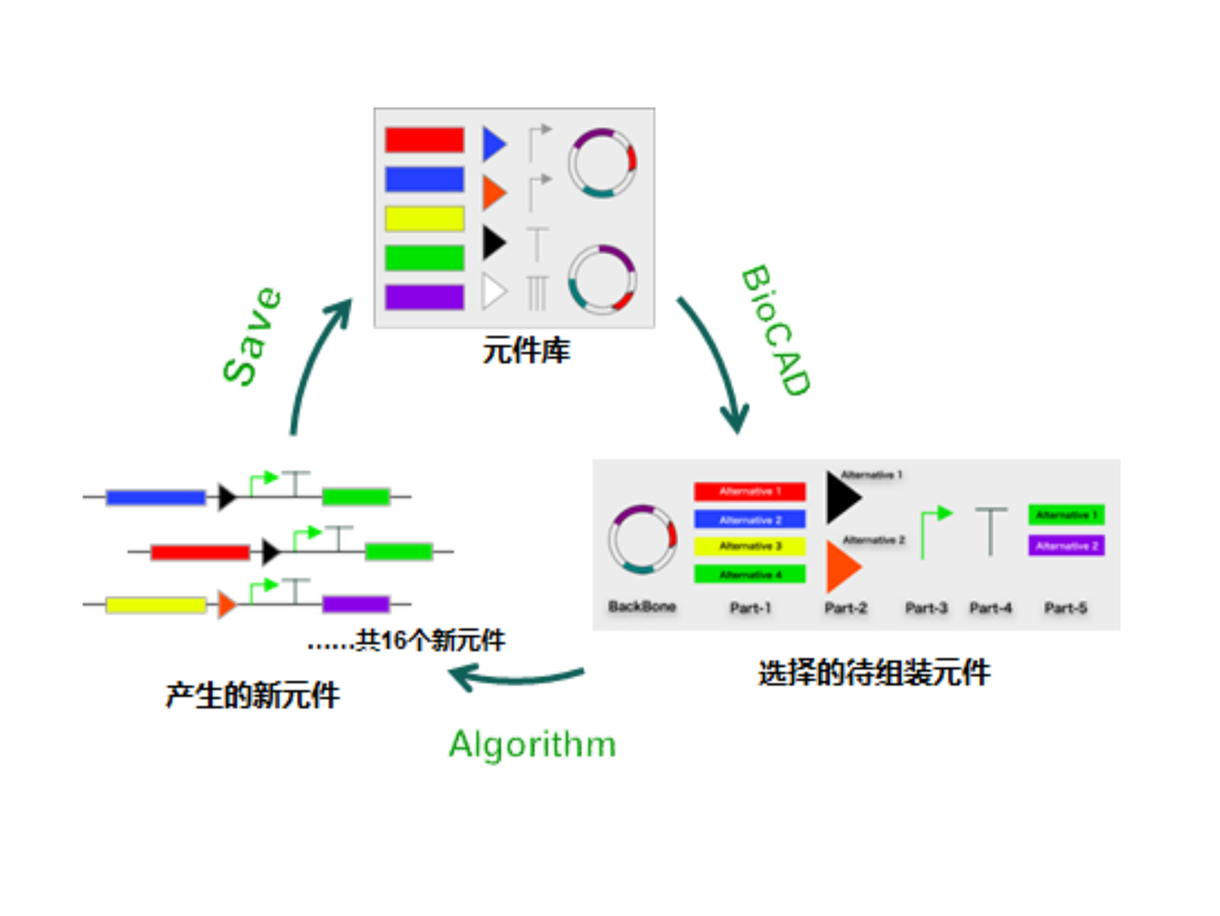 元件库
Save
BioCAD
Alternative 1
Alternative 2
Alternative 3
Alternative 4
Alternative 1
Alternative 2
Alternative 1
Alternative 2
BackBone
Part-1
Part-2
Part-3
Part-4
Part-5
选择的待组装元件
……共16个新元件
产生的新元件
Algorithm